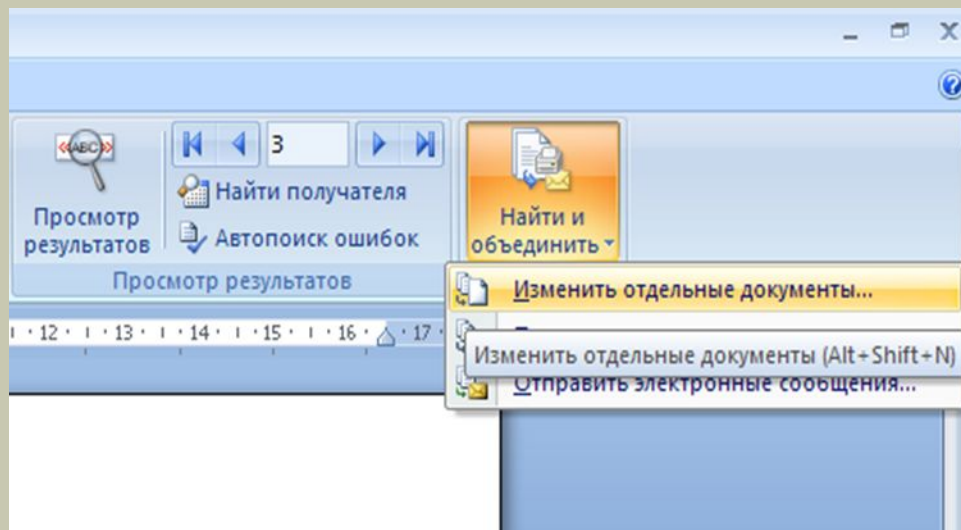 «ABC»
3
Найти получателя
Просмотр
результатов
Автопоиск ошибок
Просмотр результатов
Найти и
объединить
Изменить отдельные документы...
12 · 13 · 14 · 15 · 16 · 17
Изменить отдельные документы (Alt+Shift+N)
Отправить электронные сообщения...